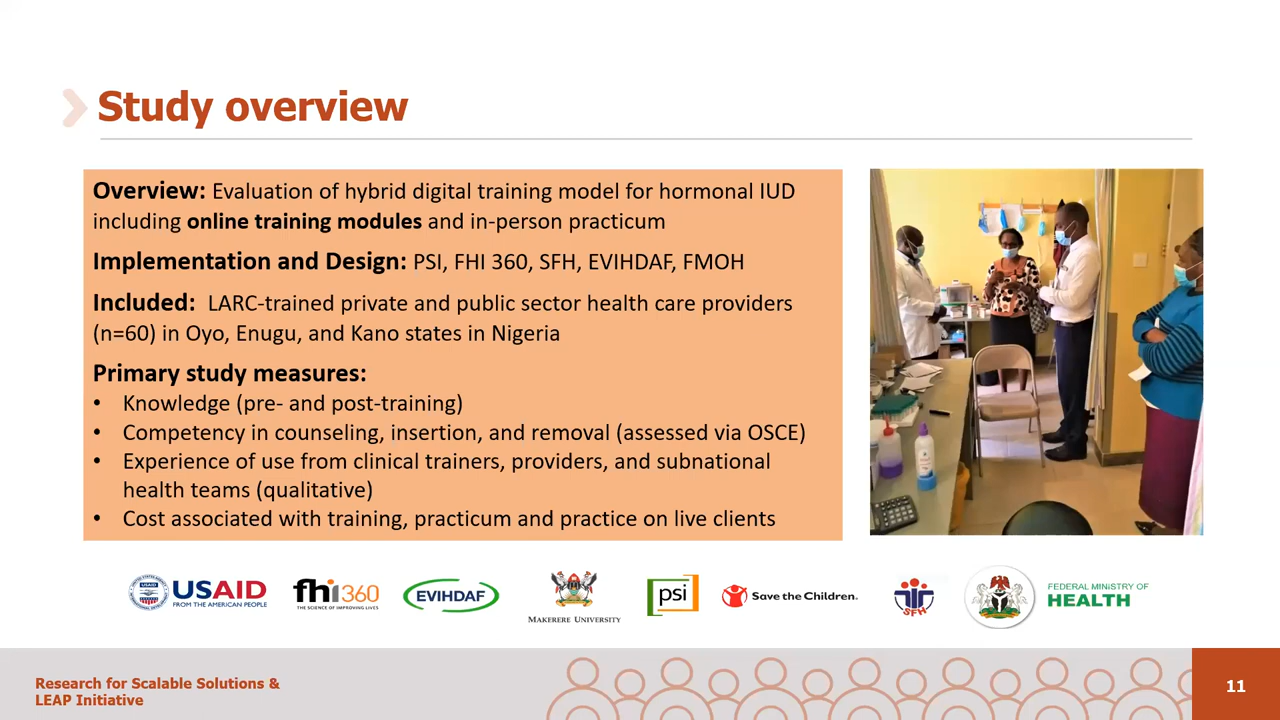 Study overview
Overview: Evaluation of hybrid digital training model for hormonal IUD
including online training modules and in-person practicum
Implementation and Design: PSI, FHI 360, SFH, EVIHDAF, FMOH
Included: LARC-trained private and public sector health care providers
(n=60) in Oyo, Enugu, and Kano states in Nigeria
Primary study measures:
• Knowledge (pre- and post-training)
• Competency in counseling, insertion, and removal (assessed via OSCE)
• Experience of use from clinical trainers, providers, and subnational
health teams (qualitative)
• Cost associated with training, practicum and practice on live clients
USAID
FROM THE AMERICAN PEOPLE
fhi360
THE SCIENCE OF IMPROVING LIVES
EVIHDAF
MAKERERE UNIVERSITY
psi
Save the Children.
SFH
FEDERAL MINISTRY OF
HEALTH
Research for Scalable Solutions &
LEAP Initiative
11